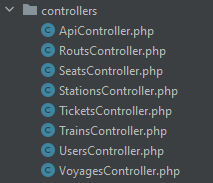 controllers
ApiController.php
RoutsController.php
SeatsController.php
StationsController.php
TicketsController.php
TrainsController.php
UsersController.php
VoyagesController.php